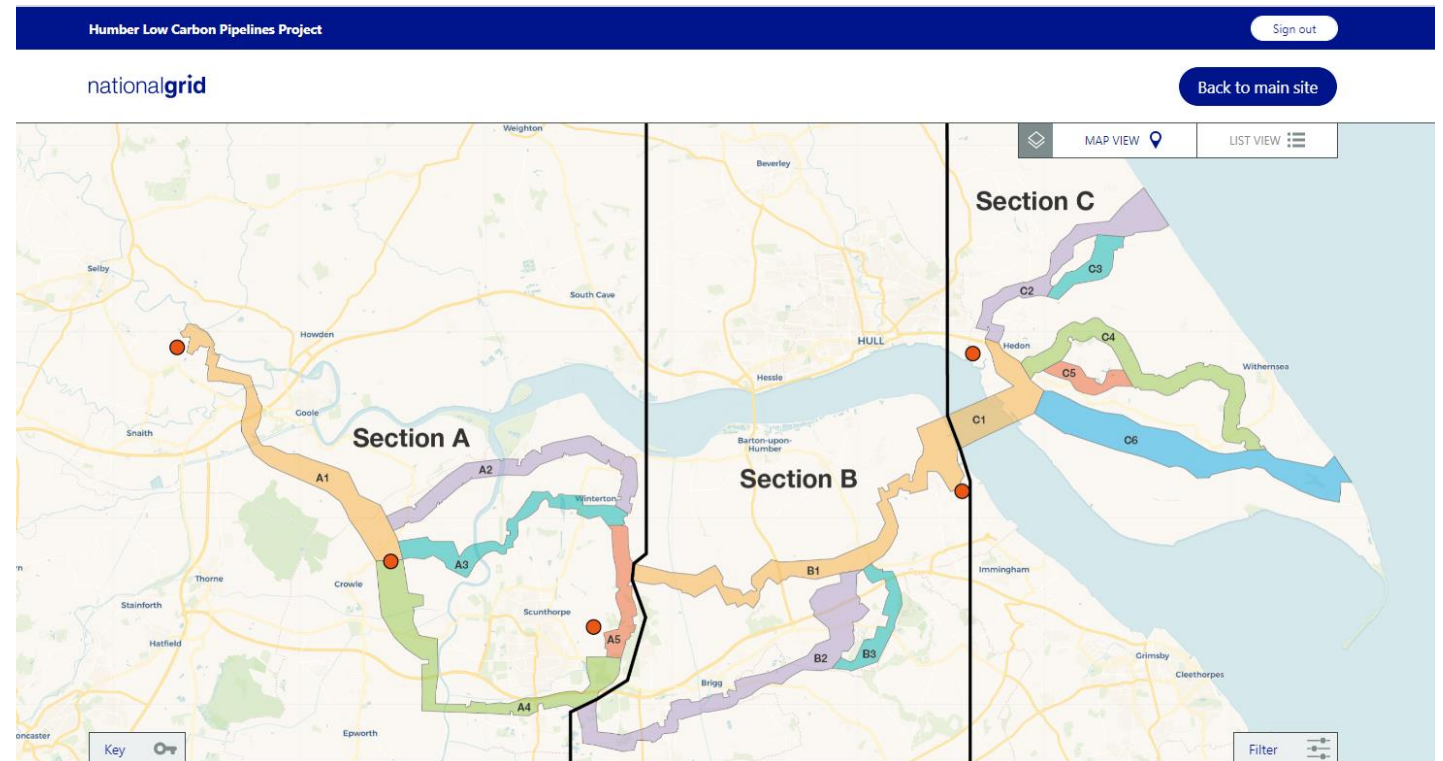 Humber Low Carbon Pipelines Project
Sign out
nationalgrid
Back to main site
MAP VIEW
LIST VIEW
Weighton
Beverley
Section C
Selby
South Cave
C3
C2
Howden
HULL
Hedon
C4
Withernsea
C5
Hessle
Goole
Snaith
Section A
Barton-upon-
Humber
C1
C6
A2
A1
Section B
Winterton
A3
B1
Immingham
Thorne
Crowle
Stainforth
Scunthorpe
Hatfield
A5
B2
B3
Grimsby
Cleethorpes
Brigg
A4
Epworth
oncaster
Key
Filter